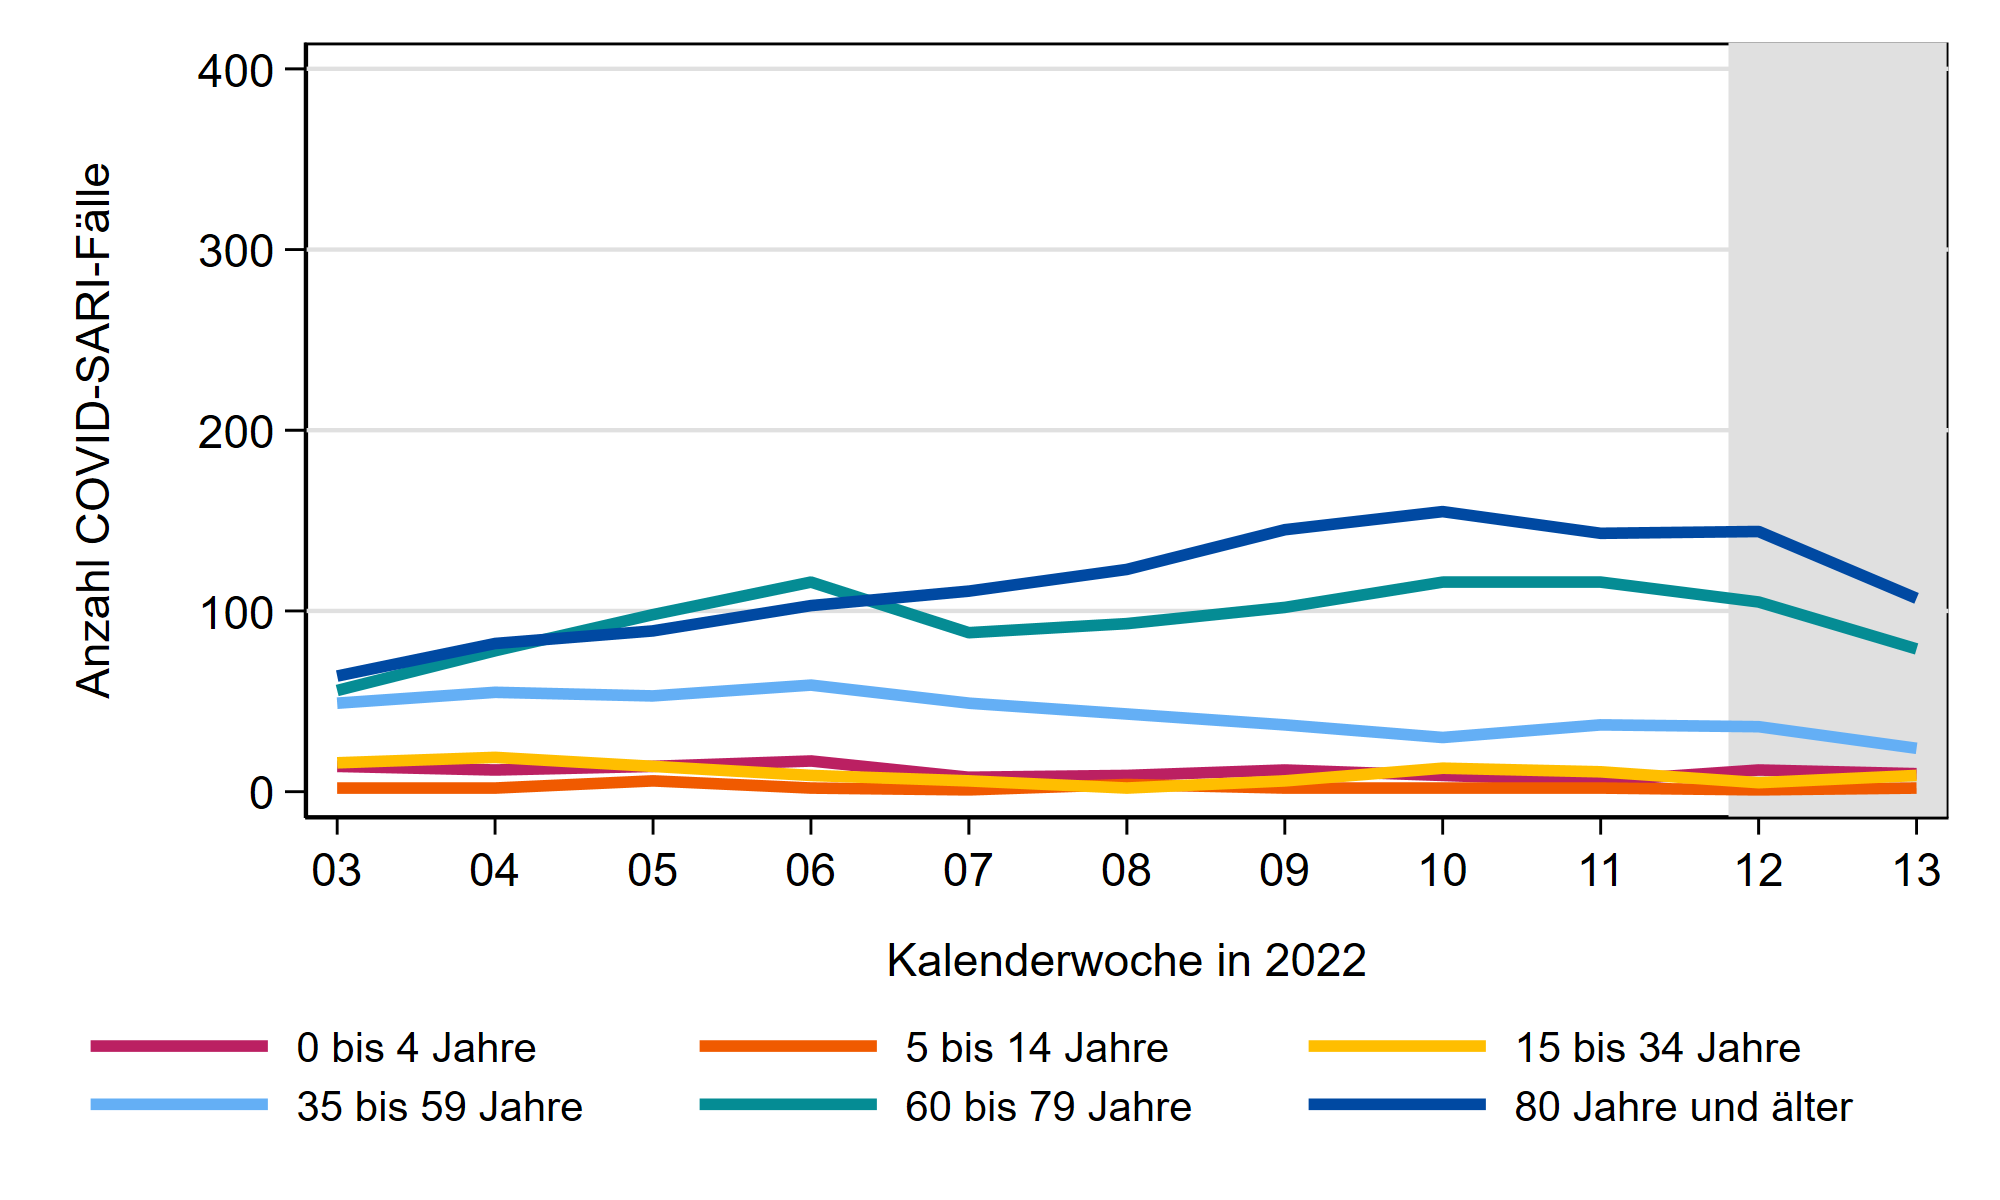 Anzahl COVID-SARI-Fälle
400
300
200
100
0
03 04 05 06 07 08 09 10 11 12 13
Kalenderwoche in 2022
0 bis 4 Jahre 5 bis 14 Jahre 15 bis 34 Jahre
35 bis 59 Jahre 60 bis 79 Jahre 80 Jahre und älter